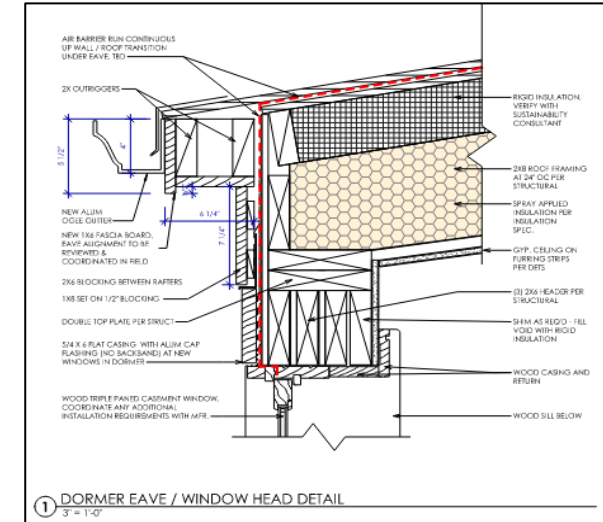 AIR BARRIER RUN CONTINUOUS
UP WALL / ROOF TRANSITION
UNDER EAVE, TBD
2X OUTRIGGERS
5 1/2"
4"
6 1/4"
7 1/4"
NEW ALUM
OGEE GUTTER
NEW 1X6 FASCIA BOARD,
EAVE ALIGNMENT TO BE
REVIEWED &
COORDINATED IN FIELD
2X6 BLOCKING BETWEEN RAFTERS
1X8 SET ON 1/2" BLOCKING
DOUBLE TOP PLATE PER STRUCT
5/4 X 6 FLAT CASING WITH ALUM CAP
FLASHING (NO BACKBAND) AT NEW
WINDOWS IN DORMER
WOOD TRIPLE PANED CASEMENT WINDOW,
COORDINATE ANY ADDITIONAL
INSTALLATION REQUIREMENTS WITH MFR.
RIGID INSULATION,
VERIFY WITH
SUSTAINABILITY
CONSULTANT
2X8 ROOF FRAMING
AT 24" OC PER
STRUCTURAL
SPRAY APPLIED
INSULATION PER
INSULATION
SPEC.
GYP. CEILING ON
FURRING STRIPS
PER DETS
(3) 2X6 HEADER PER
STRUCTURAL
SHIM AS REQ'D - FILL
VOID WITH RIGID
INSULATION
WOOD CASING AND
RETURN
WOOD SILL BELOW
1 DORMER EAVE / WINDOW HEAD DETAIL
3" = 1'-0"